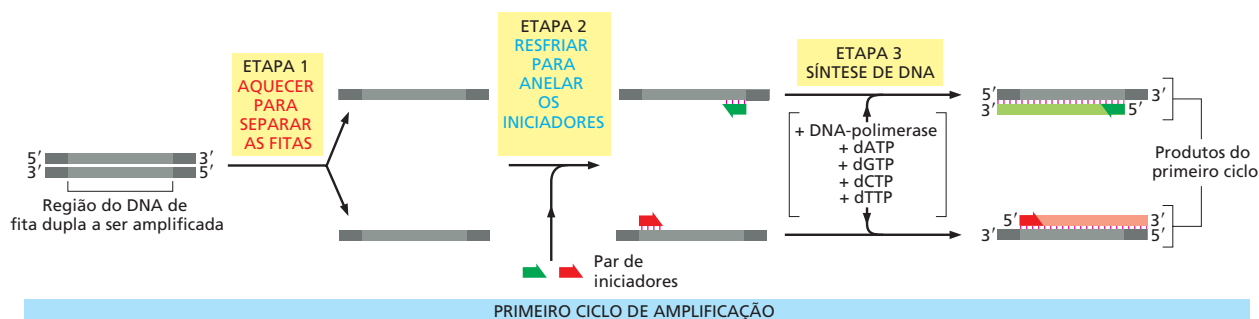 ETAPA 1
AQUECER
PARA
SEPARAR
AS FITAS
ETAPA 2
RESFRIAR
PARA
ANELAR
OS
INICIADORES
ETAPA 3
SÍNTESE DE DNA
5′ 3′
3′ 5′
Região do DNA de
fita dupla a ser amplificada
Par de
iniciadores
+ DNA-polimerase
+ dATP
+ dGTP
+ dCTP
+ dTTP
5′ 3′
3′ 5′
5′ 3′
3′ 5′
Produtos do
primeiro ciclo
PRIMEIRO CICLO DE AMPLIFICAÇÃO